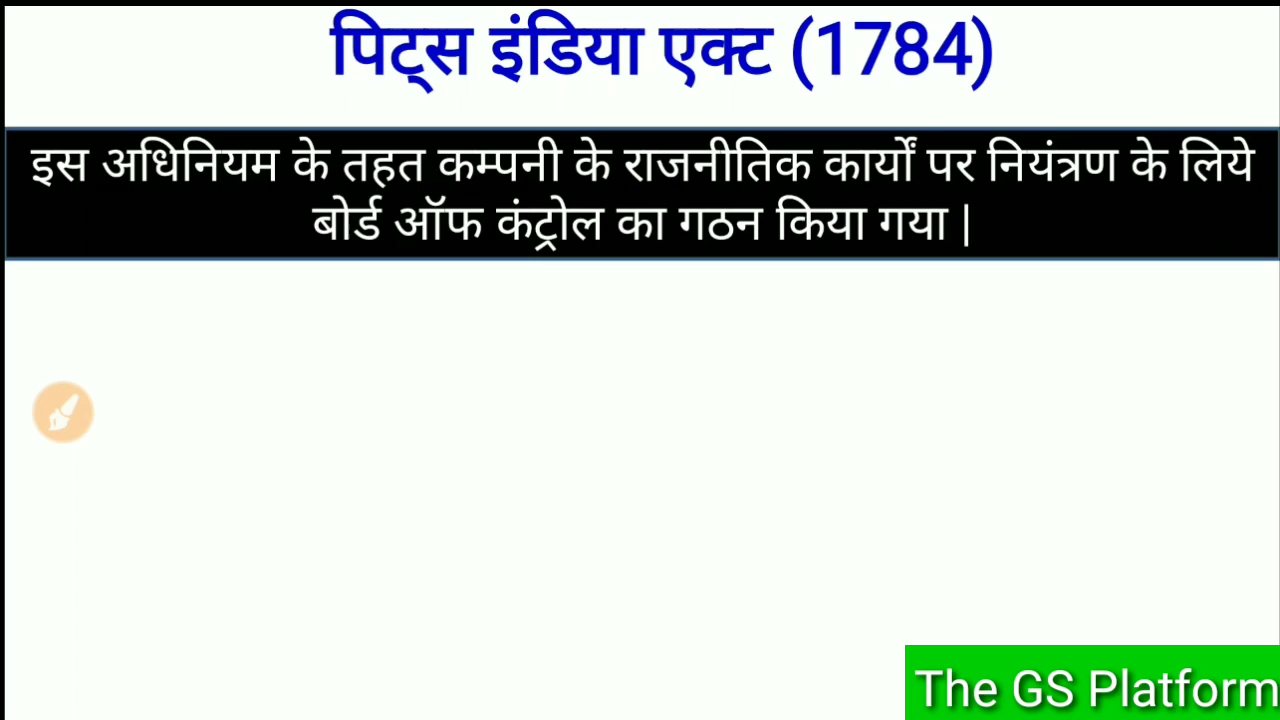 पिट्स इंडिया एक्ट (1784)
इस अधिनियम के तहत कम्पनी के राजनीतिक कार्यों पर नियंत्रण के लिये
बोर्ड ऑफ कंट्रोल का गठन किया गया |
The GS Platform